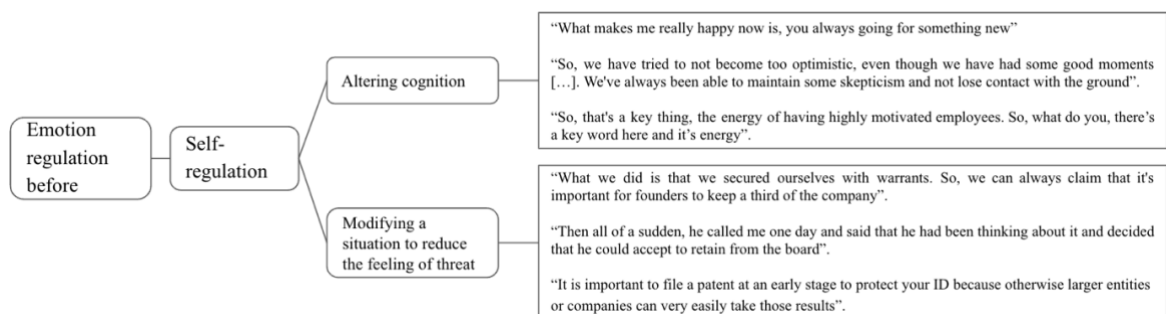 Emotion
regulation
before
Self-
regulation
Altering cognition
“What makes me really happy now is, you always going for something new”
“So, we have tried to not become too optimistic, even though we have had some good moments
[…]. We've always been able to maintain some skepticism and not lose contact with the ground”.
“So, that's a key thing, the energy of having highly motivated employees. So, what do you, there’s
a key word here and it’s energy”.
Modifying a
situation to reduce
the feeling of threat
“What we did is that we secured ourselves with warrants. So, we can always claim that it's
important for founders to keep a third of the company”.
“Then all of a sudden, he called me one day and said that he had been thinking about it and decided
that he could accept to retain from the board”.
“It is important to file a patent at an early stage to protect your ID because otherwise larger entities
or companies can very easily take those results”.